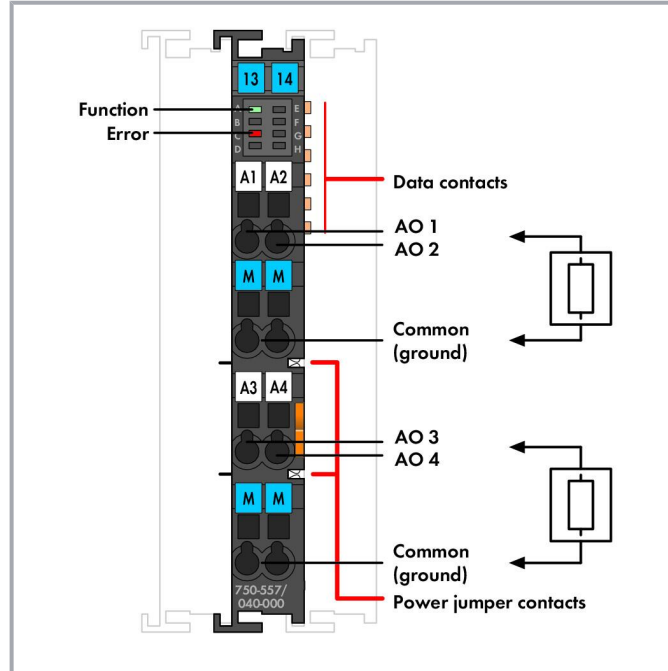 13 14
Function
Error
A
B
C
D
E
F
G
H
A1 A2
Data contacts
AO 1
AO 2
M M
Common
(ground)
A3 A4
AO 3
AO 4
M M
Common
(ground)
750-557/
040-000
Power jumper contacts